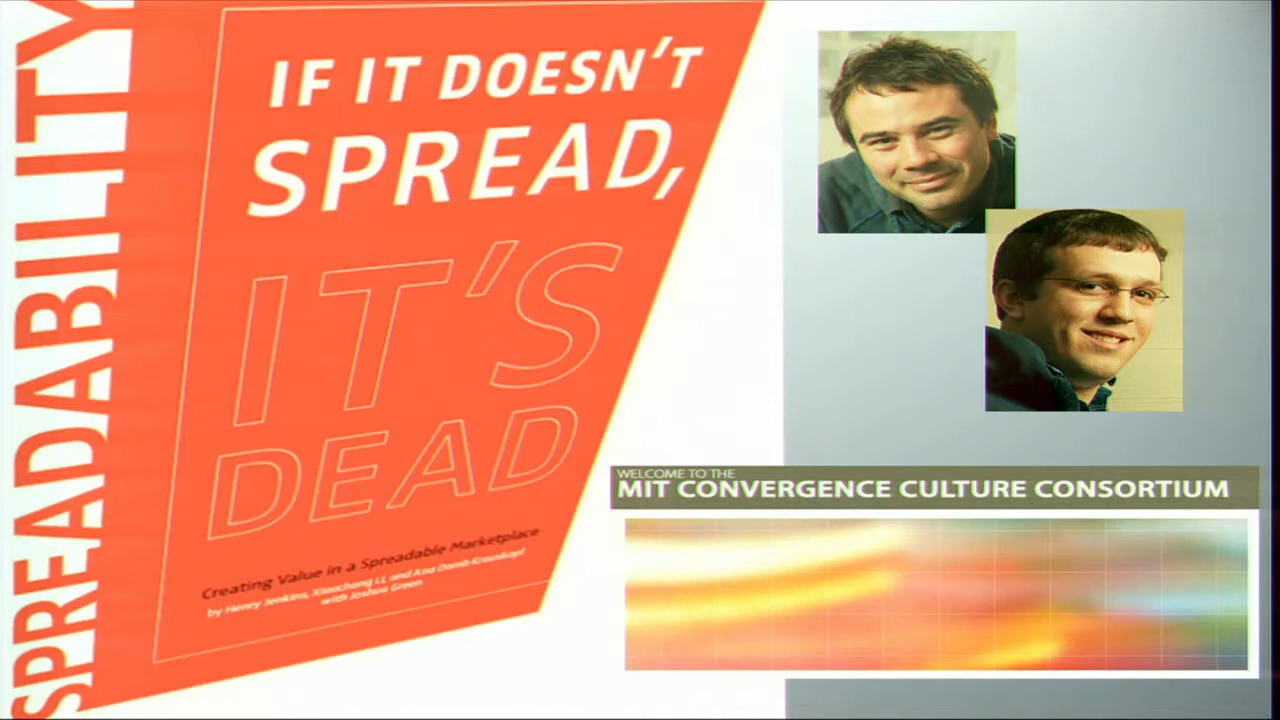 SPREADABILITY
IF IT DOESN'T
SPREAD,
IT'S
DEAD
Creating Value in a Spreadable Marketplace
by Henry Jenkins, Xiaochang Li, and Ana Domb Krauskopf
with Joshua Green
WELCOME TO THE
MIT CONVERGENCE CULTURE CONSORTIUM